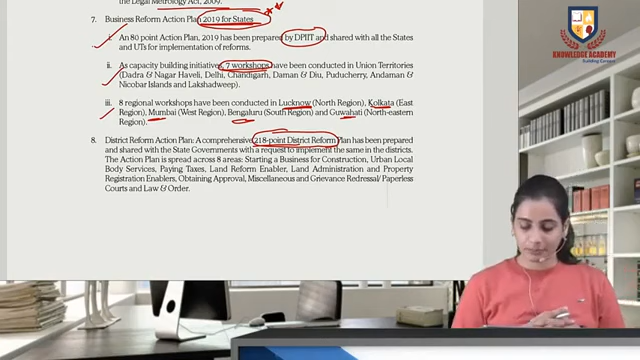 the Legal Metrology Act, 2009.
7. Business Reform Action Plan 2019 for States
i. An 80 point Action Plan, 2019 has been prepared by DPIIT and shared with all the States
and UTs for implementation of reforms.
ii. As capacity building initiatives, 7 workshops have been conducted in Union Territories
(Dadra & Nagar Haveli, Delhi, Chandigarh, Daman & Diu, Puducherry, Andaman &
Nicobar Islands and Lakshadweep).
iii. 8 regional workshops have been conducted in Lucknow (North Region), Kolkata (East
Region), Mumbai (West Region), Bengaluru (South Region) and Guwahati (North-eastern
Region).
8. District Reform Action Plan: A comprehensive 218-point District Reform Plan has been prepared
and shared with the State Governments with a request to implement the same in the districts.
The Action Plan is spread across 8 areas: Starting a Business for Construction, Urban Local
Body Services, Paying Taxes, Land Reform Enabler, Land Administration and Property
Registration Enablers, Obtaining Approval, Miscellaneous and Grievance Redressal/ Paperless
Courts and Law & Order.
KNOWLEDGE ACADEMY